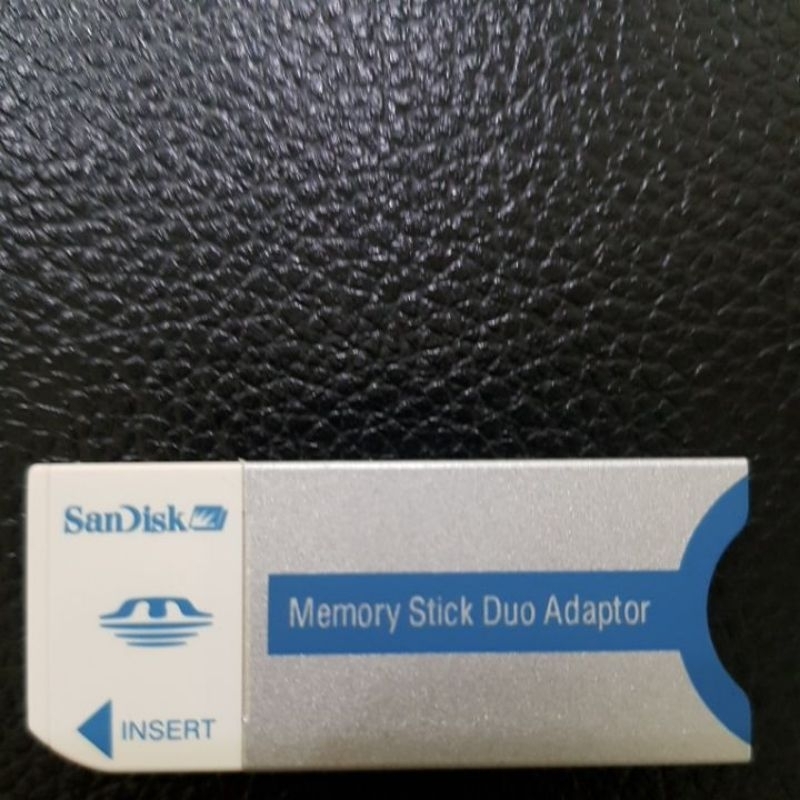 SanDisk
Memory Stick Duo Adaptor
INSERT